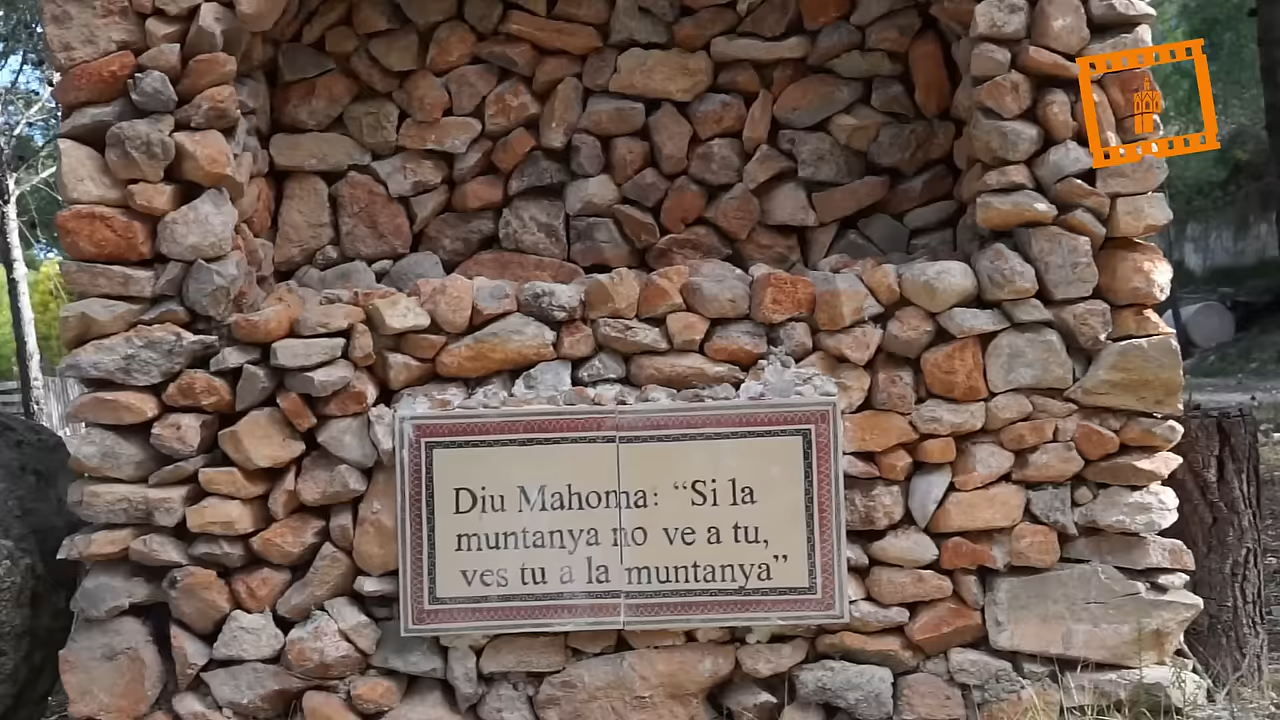 Diu Mahoma: “Si la
muntanya no ve a tu,
ves tu a la muntanya”